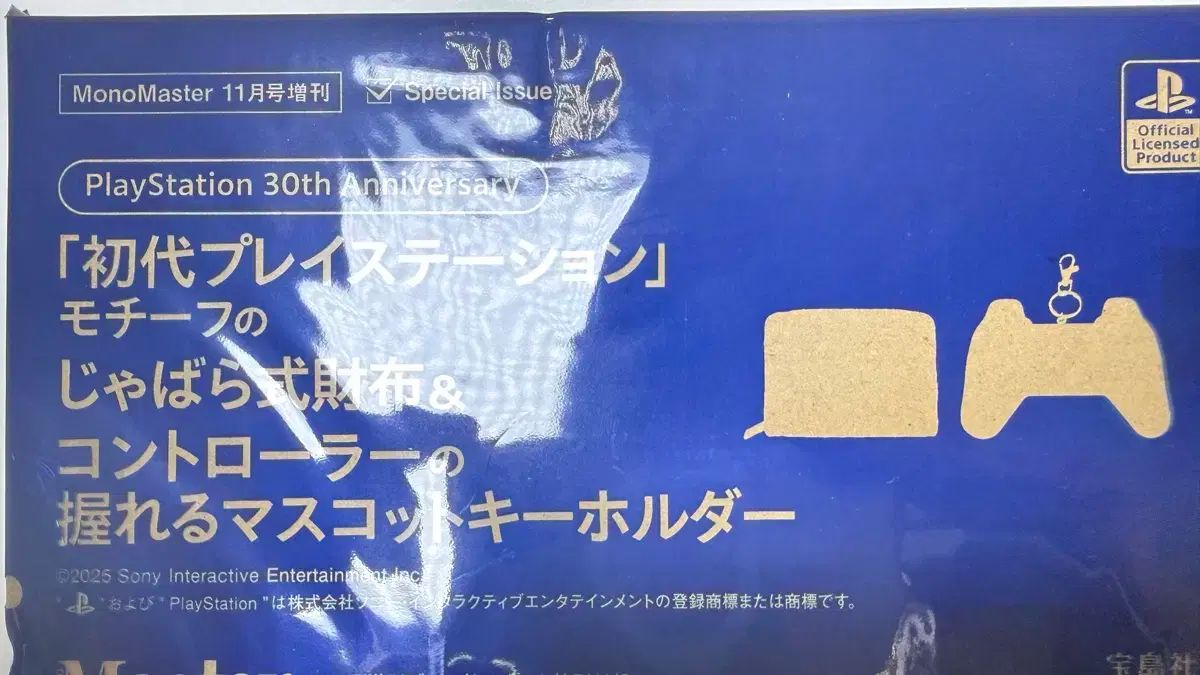 MonoMaster 11月号増刊 Special Issue
Official
Licensed
Product
PlayStation 30th Anniversary
「初代プレイステーション」
モチーフの
じゃばら式財布&
コントローラーの
握れるマスコットキーホルダー
©2025 Sony Interactive Entertainment Inc.
" "および" PlayStation "は株式会社ソニー・インタラクティブエンタテインメントの登録商標または商標です。
宝島社